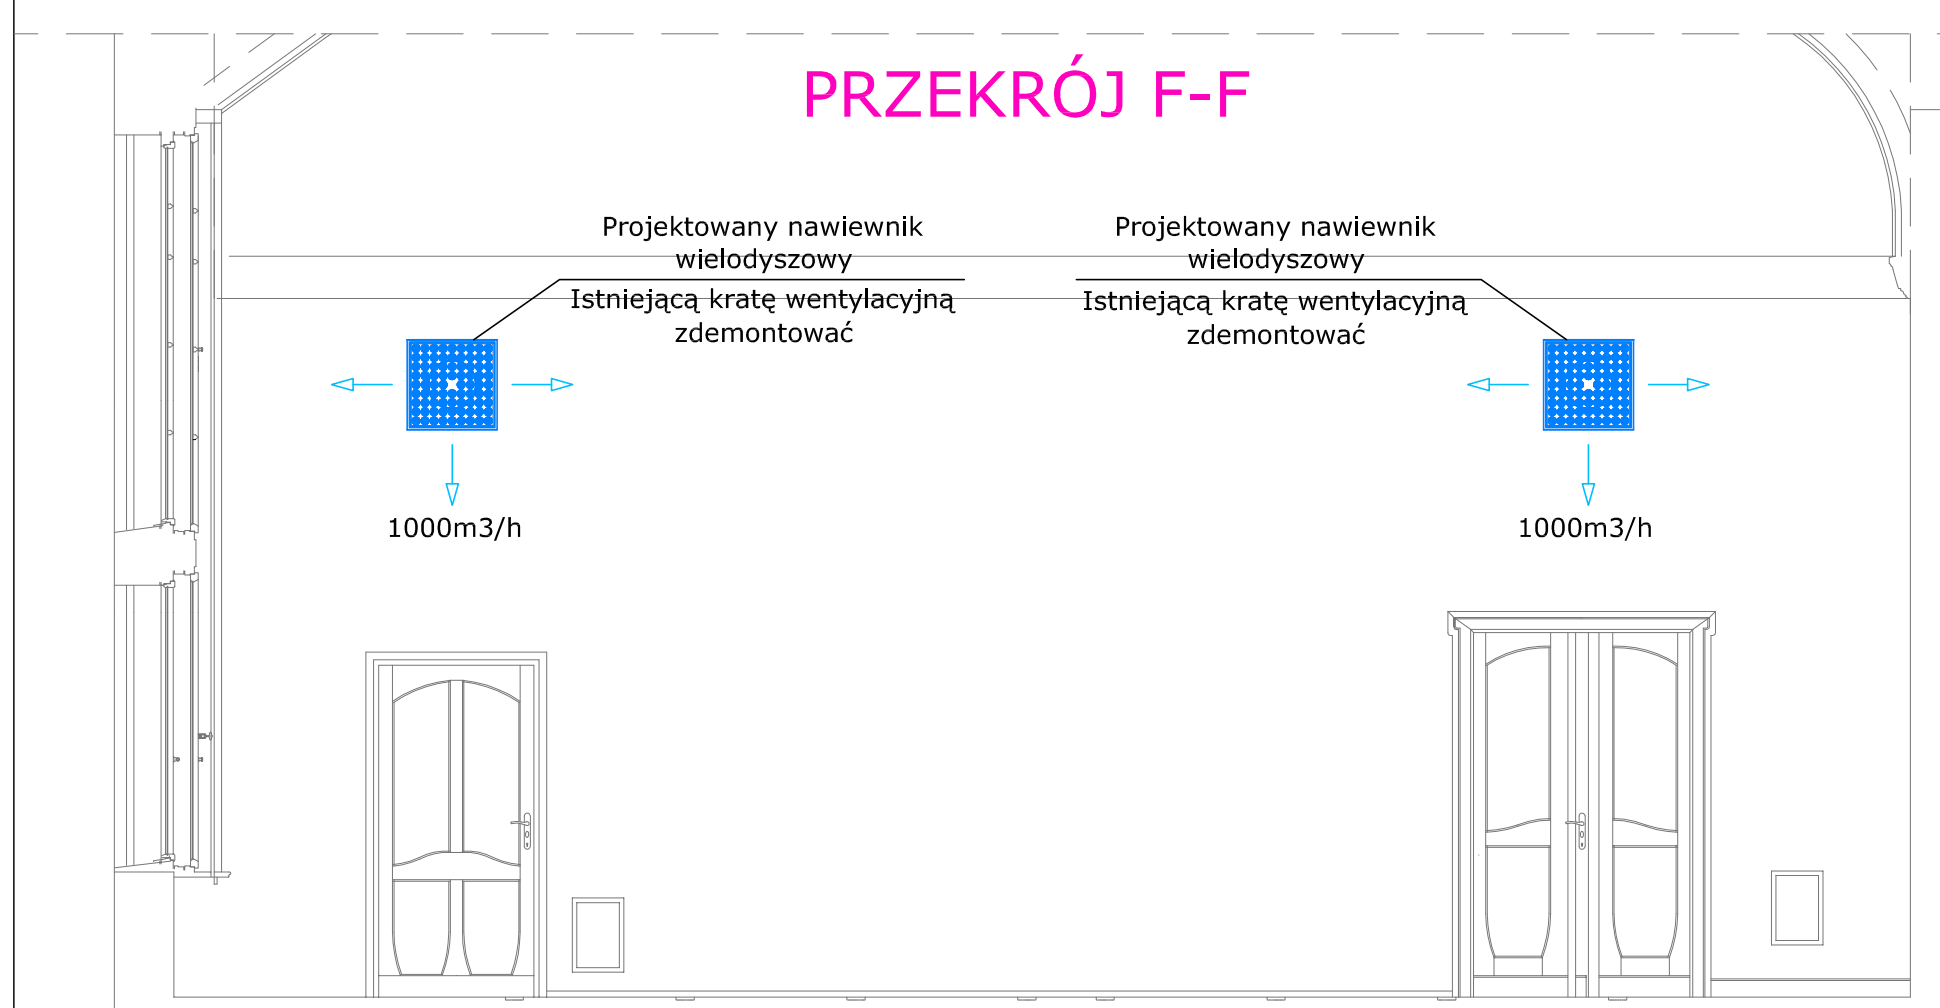 PRZEKRÓJ F-F
Projektowany nawiewnik
wielodyszowy
Istniejącą kratę wentylacyjną
zdemontować
1000m3/h
Projektowany nawiewnik
wielodyszowy
Istniejącą kratę wentylacyjną
zdemontować
1000m3/h